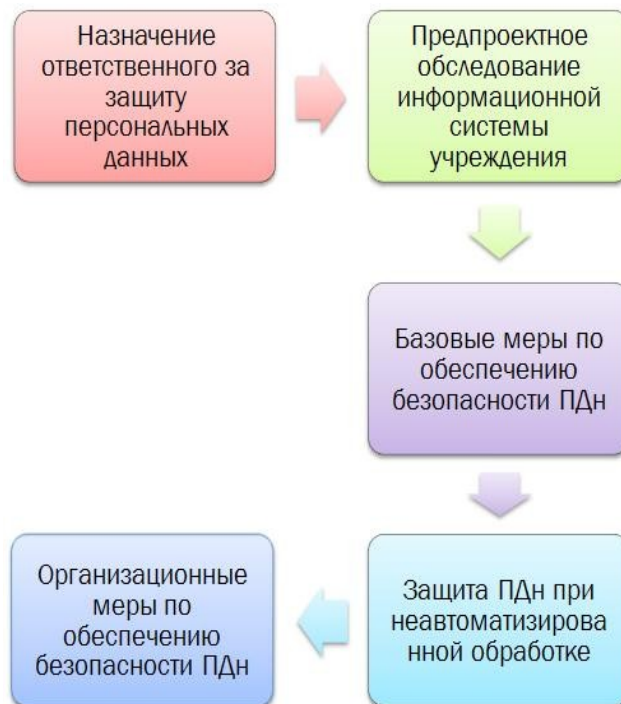 Назначение
ответственного за
защиту
персональных
данных
Предпроектное
обследование
информационной
системы
учреждения
Базовые меры по
обеспечению
безопасности ПДн
Защита ПДн при
неавтоматизирова
нной обработке
Организационные
меры по
обеспечению
безопасности ПДн